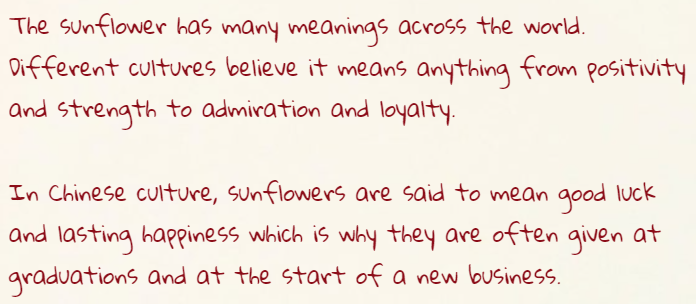 The sunflower has many meanings across the world.
Different cultures believe it means anything from positivity
and strength to admiration and loyalty.
In Chinese culture, sunflowers are said to mean good luck
and lasting happiness which is why they are often given at
graduations and at the start of a new business.